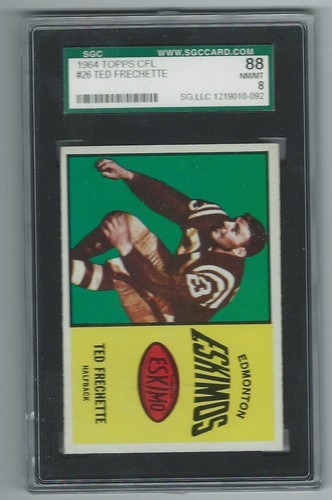 SGC
WWW.SGCCARD.COM
1964 TOPPS CFL
88
#26 TED FRECHETTE
NM/MT
8
SG,LLC 1219010-092
EDMONTON
ESKIMOS
ESKIMO
TED FRECHETTE
HALFBACK
3